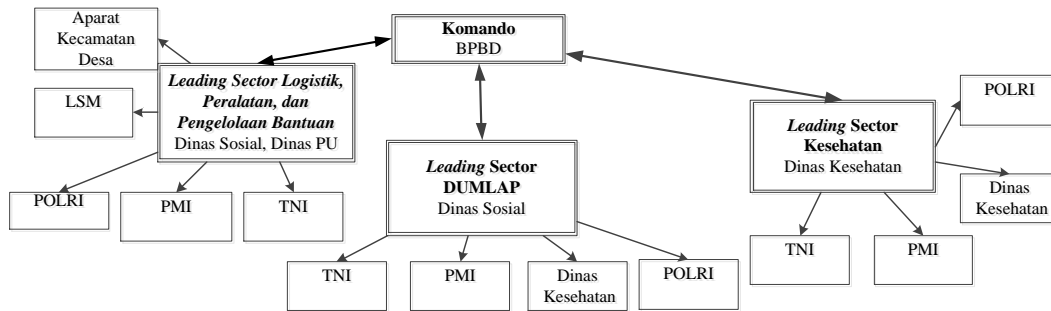 Aparat
Kecamatan
Desa
Komando
BPBD
Leading Sector Logistik,
Peralatan, dan
Pengelolaan Bantuan
Dinas Sosial, Dinas PU
LSM
POLRI
PMI
TNI
Leading Sector
DUMLAP
Dinas Sosial
TNI
PMI
Dinas
Kesehatan
POLRI
Leading Sector
Kesehatan
Dinas Kesehatan
POLRI
Dinas
Kesehatan
TNI
PMI